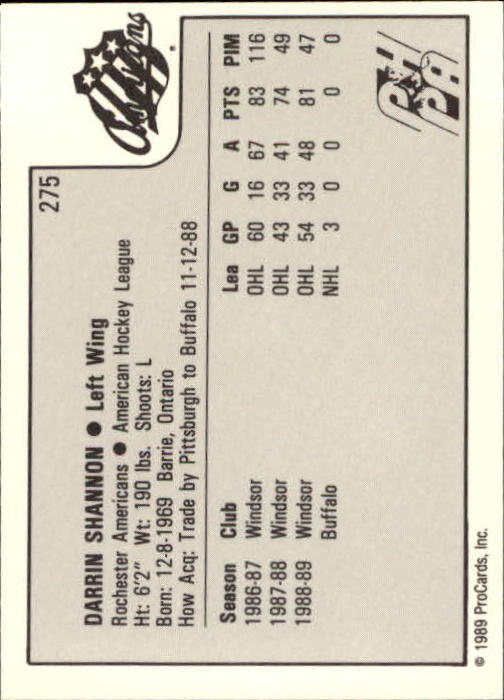 275
Americans
DARRIN SHANNON ● Left Wing
Rochester Americans ● American Hockey League
Ht: 6'2" Wt: 190 lbs. Shoots: L
Born: 12-8-1969 Barrie, Ontario
How Acq: Trade by Pittsburgh to Buffalo 11-12-88
Season Club Lea GP G A PTS PIM
1986-87 Windsor OHL 60 16 67 83 116
1987-88 Windsor OHL 43 33 41 74 49
1988-89 Windsor OHL 54 33 48 81 47
Buffalo NHL 3 0 0 0 0
PHPA
© 1989 ProCards, Inc.